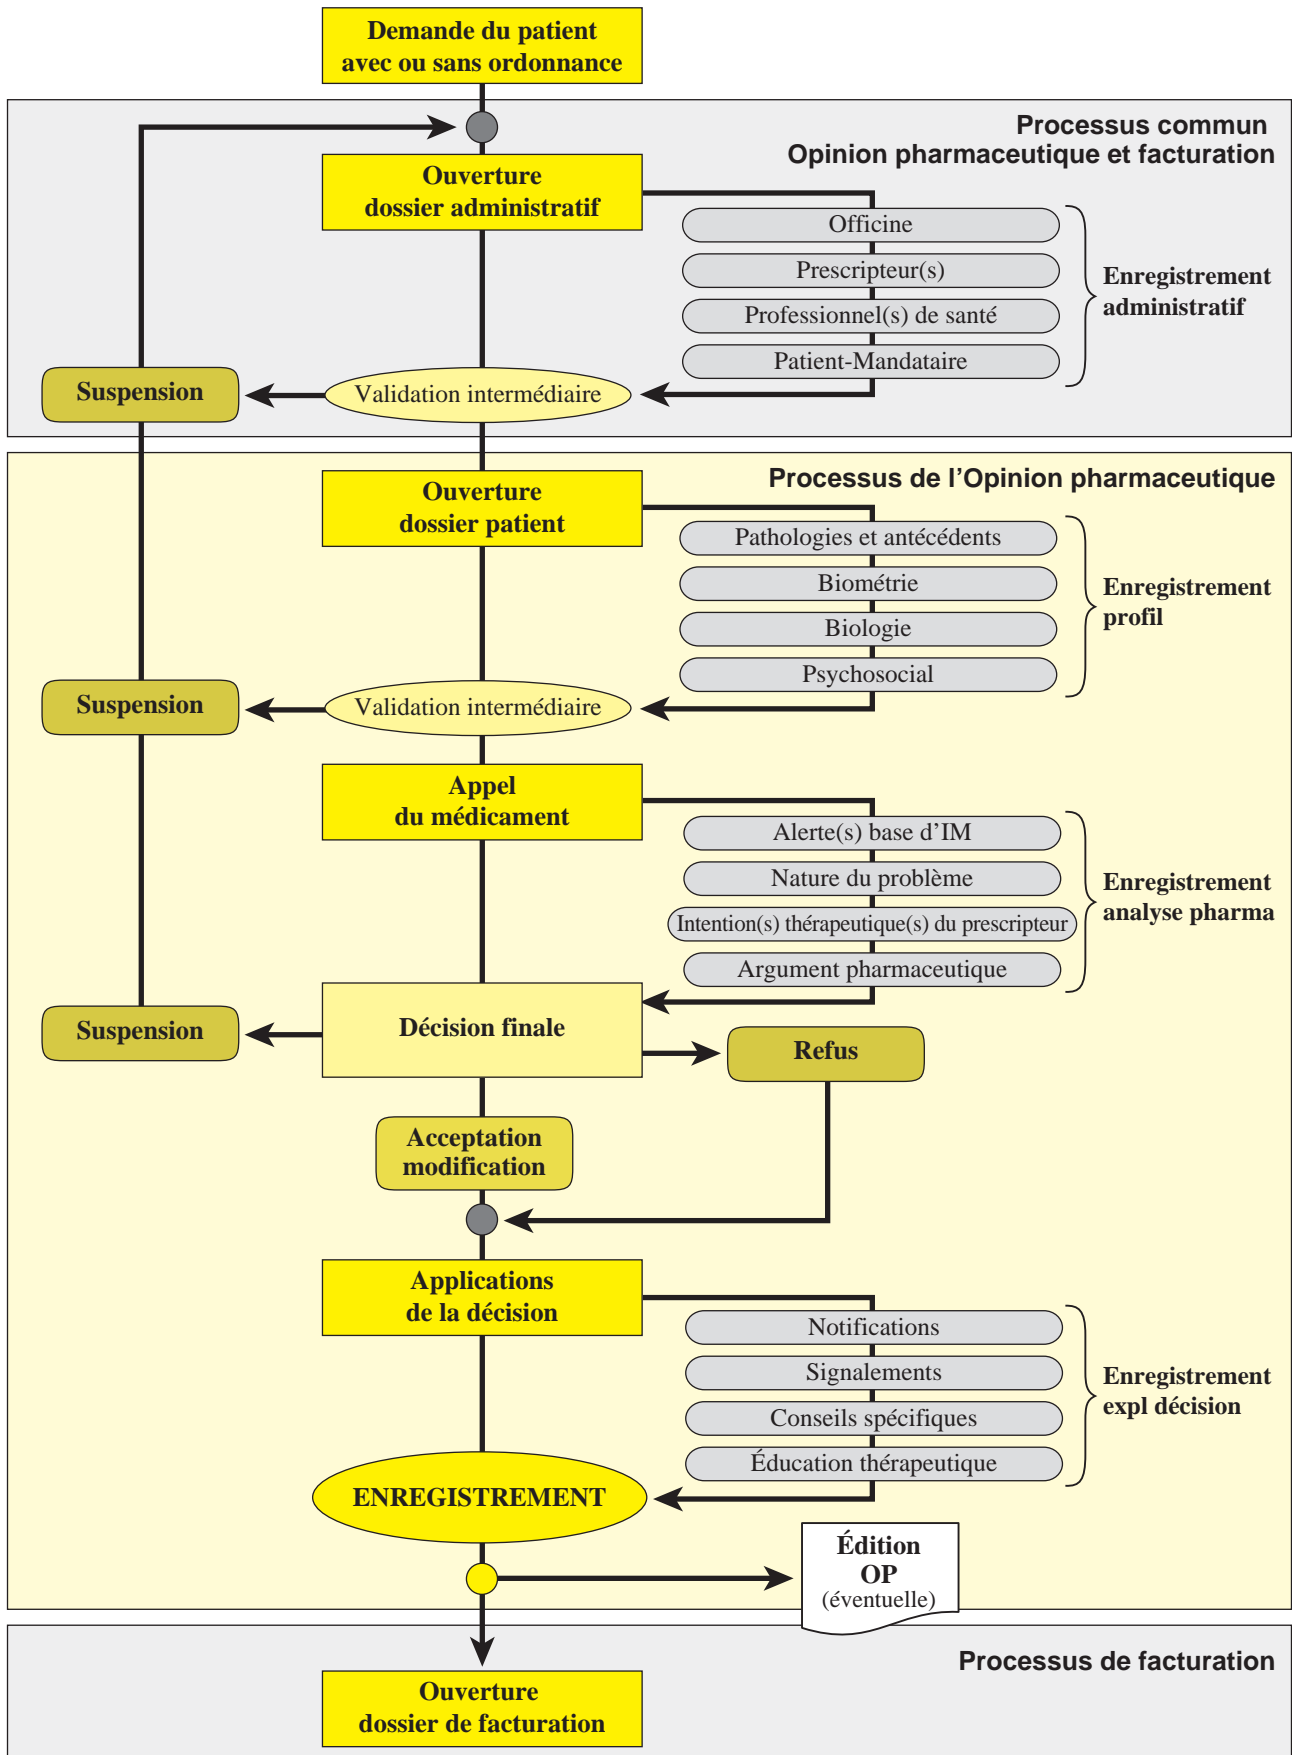 Demande du patient
avec ou sans ordonnance
Processus commun
Opinion pharmaceutique et facturation
Ouverture
dossier administratif
Officine
Prescripteur(s)
Professionnel(s) de santé
Patient-Mandataire
Enregistrement
administratif
Suspension
Validation intermédiaire
Processus de l'Opinion pharmaceutique
Ouverture
dossier patient
Pathologies et antécédents
Biométrie
Biologie
Psychosocial
Enregistrement
profil
Suspension
Validation intermédiaire
Appel
du médicament
Alerte(s) base d'IM
Nature du problème
Intention(s) thérapeutique(s) du prescripteur
Argument pharmaceutique
Enregistrement
analyse pharma
Suspension
Décision finale
Refus
Acceptation
modification
Applications
de la décision
Notifications
Signalements
Conseils spécifiques
Éducation thérapeutique
Enregistrement
expl décision
ENREGISTREMENT
Édition
OP
(éventuelle)
Processus de facturation
Ouverture
dossier de facturation